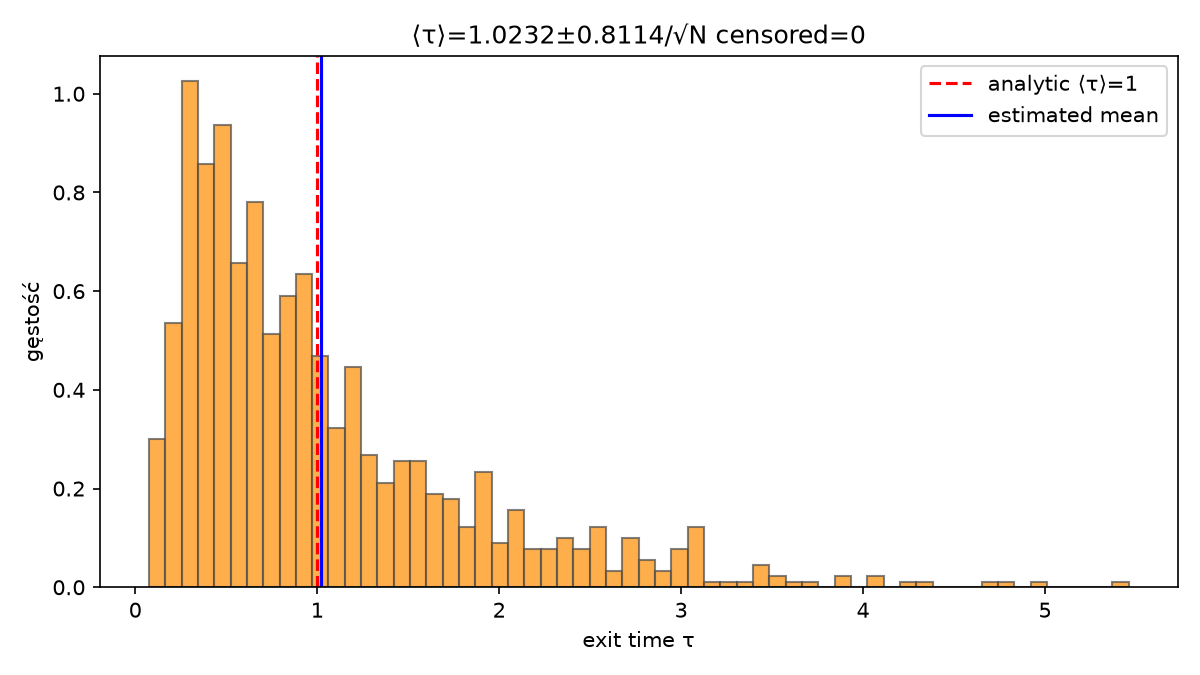 ⟨τ⟩=1.0232±0.8114/√N censored=0
analytic ⟨τ⟩=1
estimated mean
1.0
0.8
0.6
0.4
0.2
0.0
gęstość
0 1 2 3 4 5
exit time τ